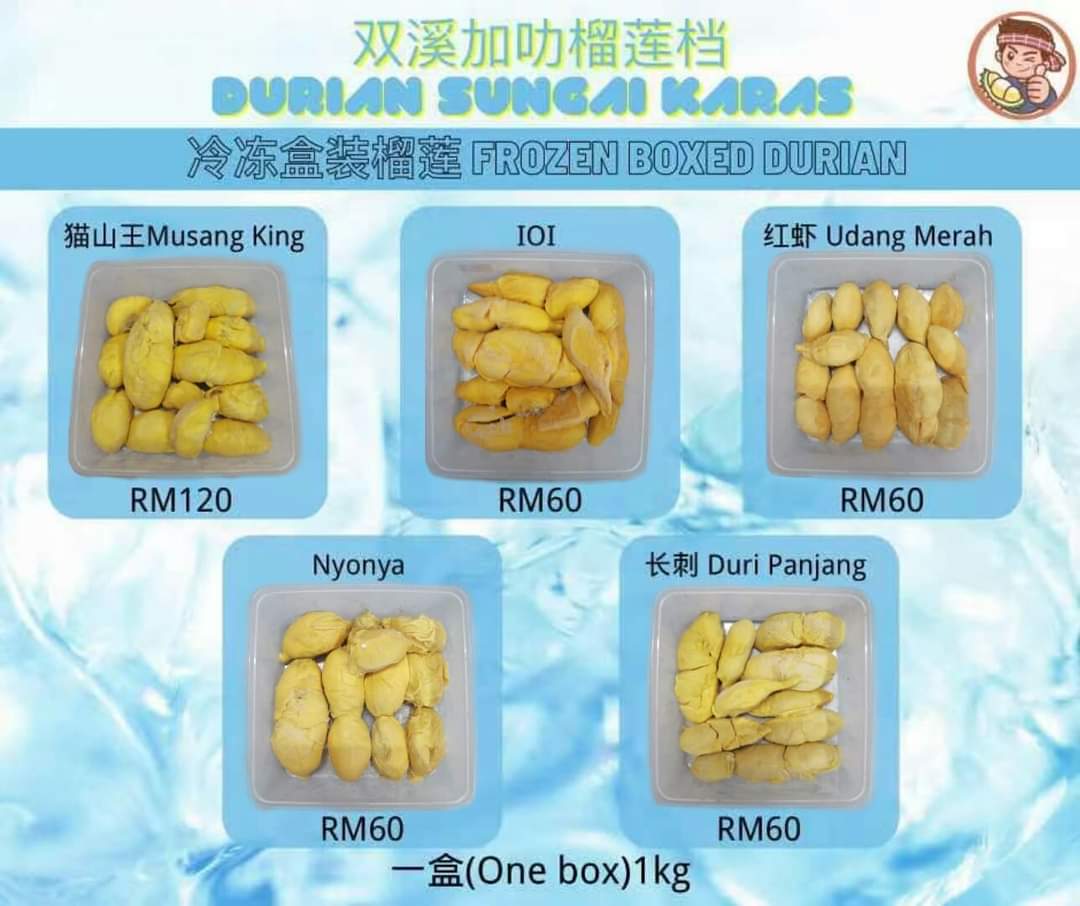 双溪加叻榴莲档
DURIAN SUNGAI KARAS
冷冻盒装榴莲 FROZEN BOXED DURIAN
猫山王Musang King
RM120
IOI
RM60
红虾 Udang Merah
RM60
Nyonya
RM60
长刺 Duri Panjang
RM60
一盒(One box)1kg